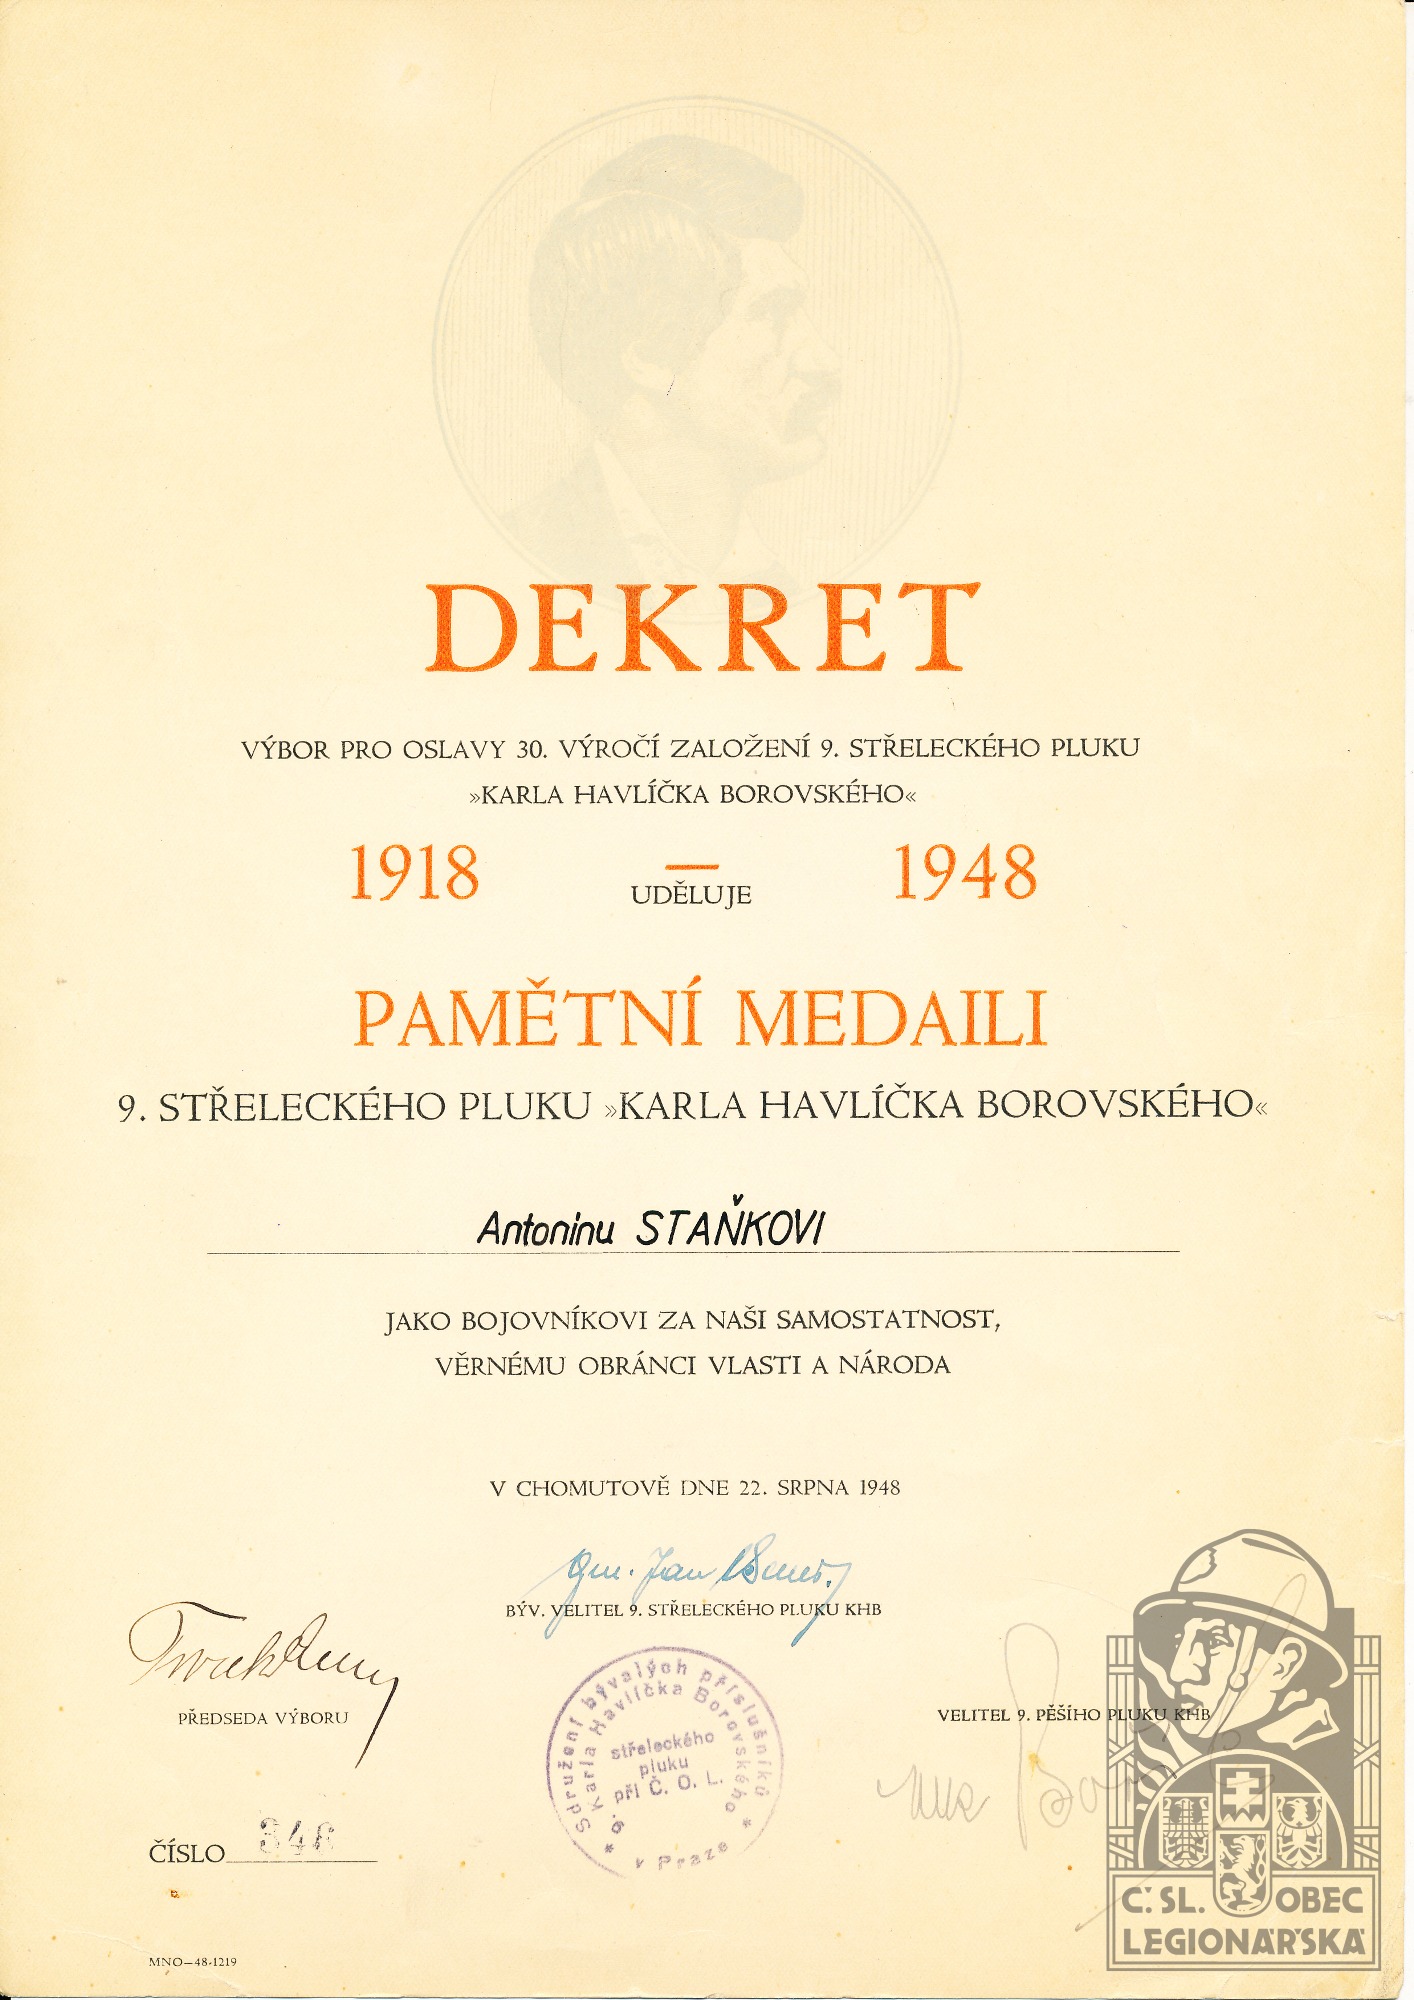 DEKRET
VÝBOR PRO OSLAVY 30. VÝROČÍ ZALOŽENÍ 9. STŘELECKÉHO PLUKU
»KARLA HAVLÍČKA BOROVSKÉHO«
1918 — 1948
UDĚLUJE
PAMĚTNÍ MEDAILI
9. STŘELECKÉHO PLUKU »KARLA HAVLÍČKA BOROVSKÉHO«
Antoninu STAŇKOVI
JAKO BOJOVNÍKOVI ZA NAŠI SAMOSTATNOST,
VĚRNÉMU OBRÁNCI VLASTI A NÁRODA
V CHOMUTOVĚ DNE 22. SRPNA 1948
Jan
BÝV. VELITEL 9. STŘELECKÉHO PLUKU KHB
PŘEDSEDA VÝBORU
VELITEL 9. PĚŠÍHO PLUKU KHB
Sdružení bývalých příslušníků
9. Karla Havlíčka Borovského
střeleckého
pluku
při Č. O. L.
* v Praze *
ČÍSLO 346
MNO—48-1219
Č. SL. OBEC
LEGIONÁŘSKÁ